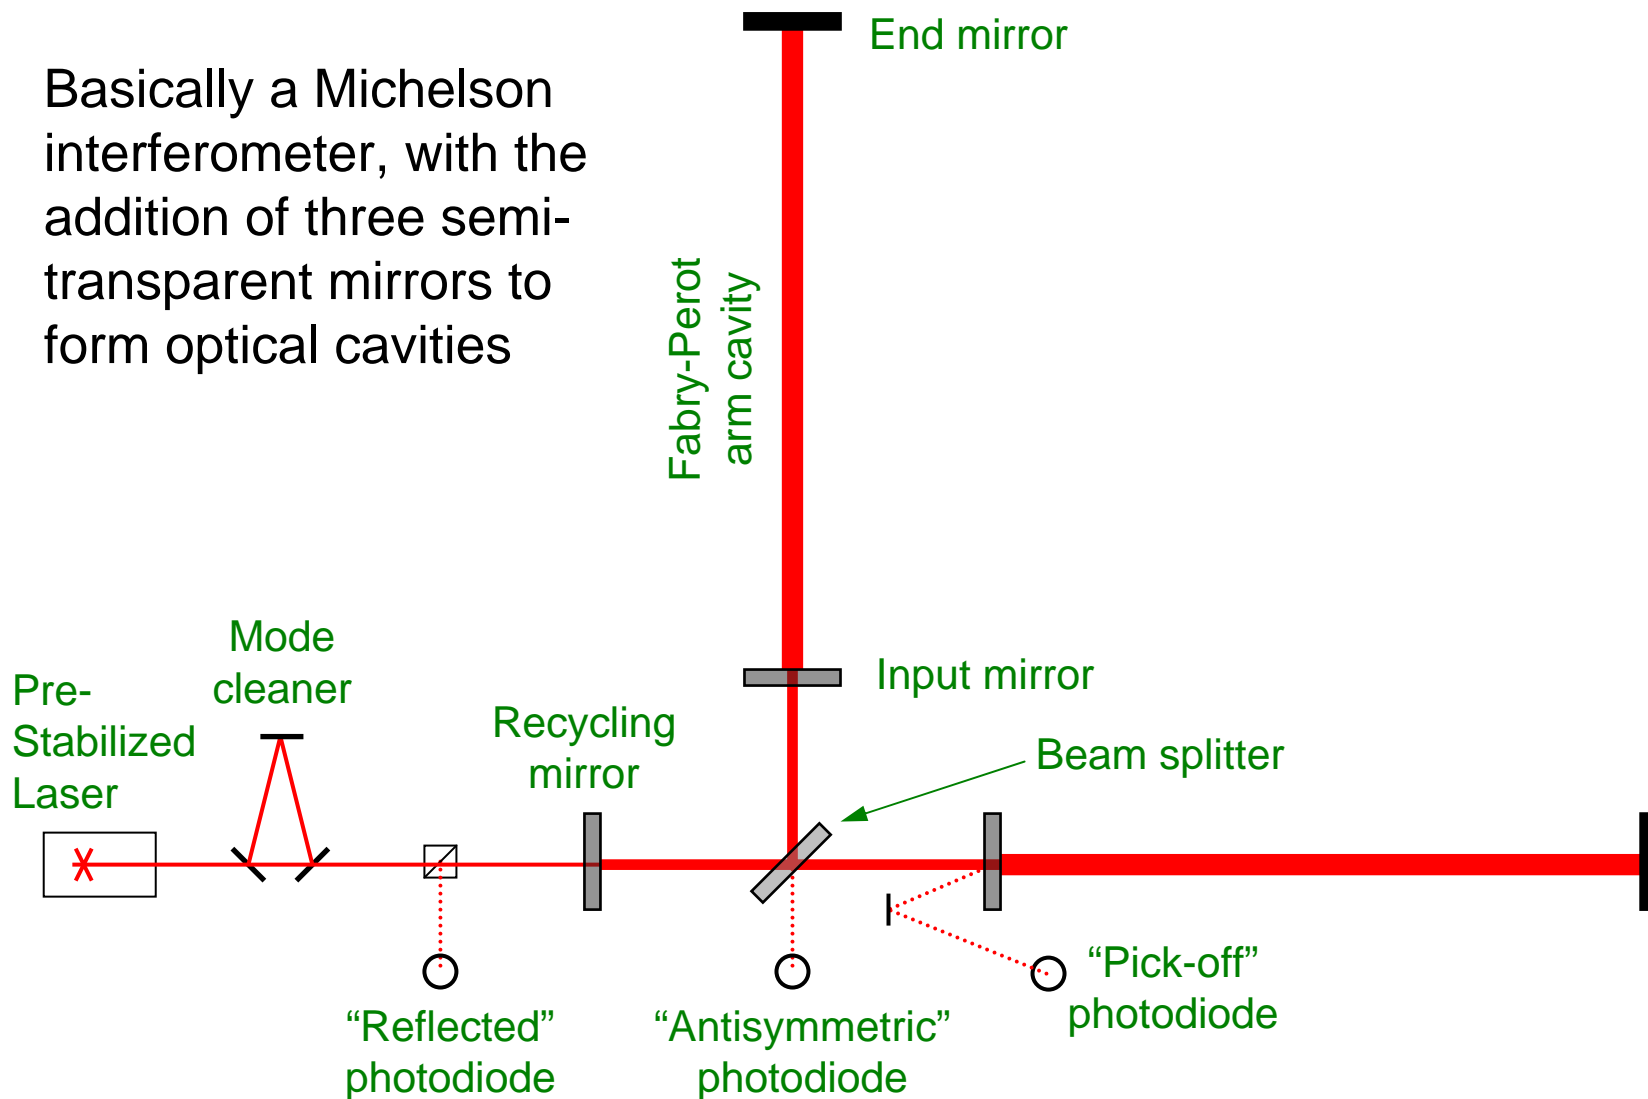 Basically a Michelson
interferometer, with the
addition of three semi-
transparent mirrors to
form optical cavities
End mirror
Fabry-Perot
arm cavity
Input mirror
Mode
cleaner
Pre-
Stabilized
Laser
Recycling
mirror
Beam splitter
“Pick-off”
photodiode
“Reflected”
photodiode
“Antisymmetric”
photodiode